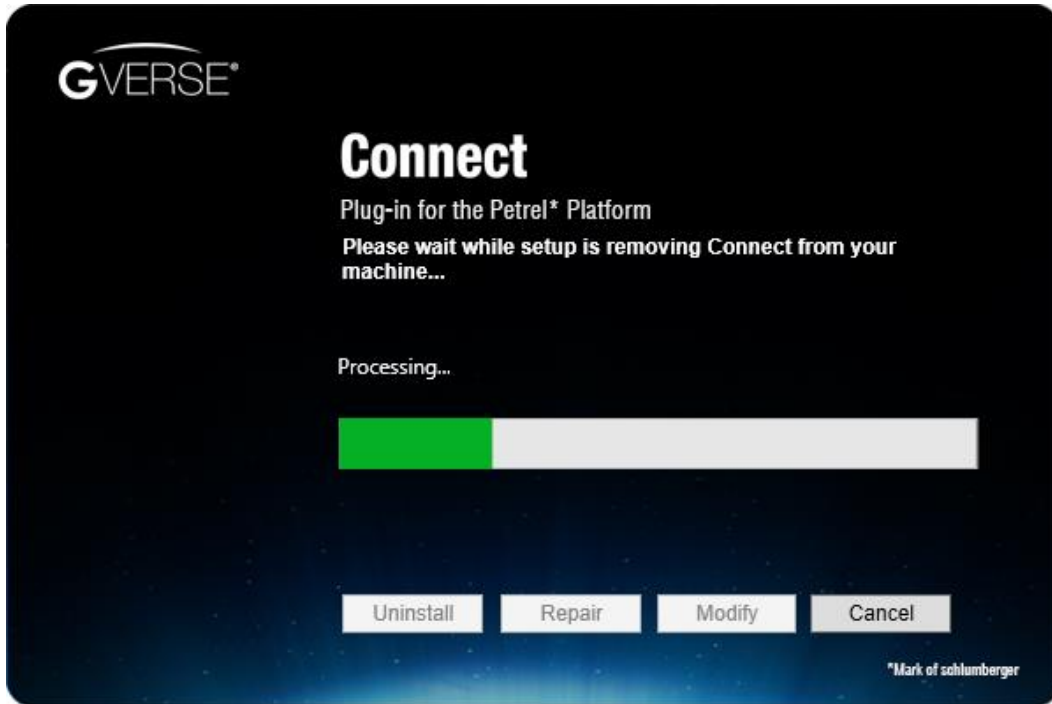 GVERSE®
Connect
Plug-in for the Petrel* Platform
Please wait while setup is removing Connect from your
machine...
Processing...
Uninstall Repair Modify Cancel
*Mark of schlumberger